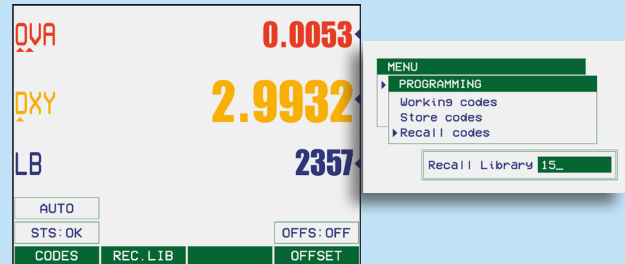 OVA 0.0053
DXY 2.9932
LB 2357
AUTO
STS:OK OFFS:OFF
CODES REC.LIB OFFSET
MENU
PROGRAMMING
Working codes
Store codes
Recall codes
Recall Library 15_